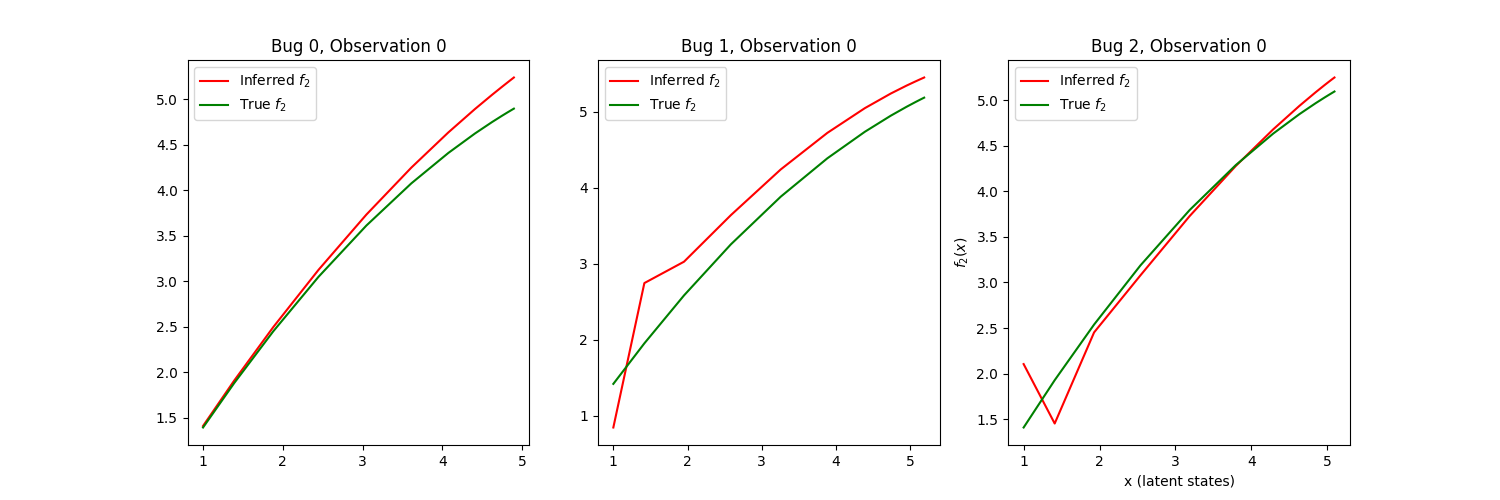 Bug 0, Observation 0
Inferred f₂
True f₂
5.0
4.5
4.0
3.5
3.0
2.5
2.0
1.5
1 2 3 4 5
Bug 1, Observation 0
Inferred f₂
True f₂
5
4
3
2
1
1 2 3 4 5
Bug 2, Observation 0
Inferred f₂
True f₂
f₂(x)
5.0
4.5
4.0
3.5
3.0
2.5
2.0
1.5
1 2 3 4 5
x (latent states)